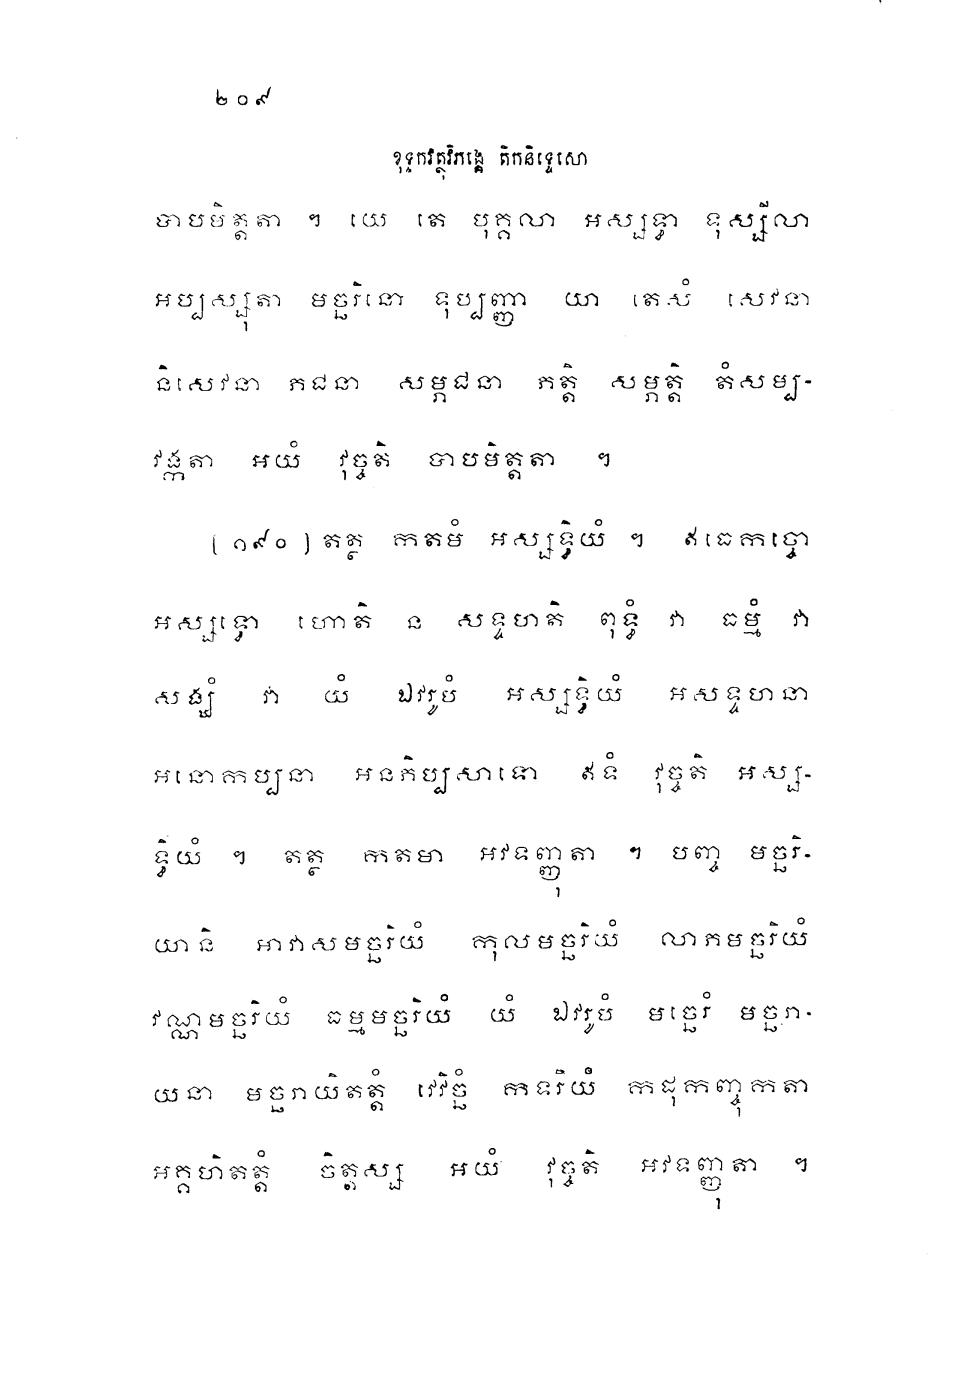 ២០៩
ខុទ្ទកវត្ថុវិភង្គេ តិកនិទ្ទេសោ
បាបមិត្តតា ។ យេ តេ បុគ្គលា អស្សទ្ធា ទុស្សីលា
អប្បស្សុតា មច្ឆរិនោ ទុប្បញ្ញា យា តេសំ សេវនា
និសេវនា ភជនា សម្ភជនា ភត្តិ សម្ភត្តិ តំសម្ប-
វង្កតា អយំ វុច្ចតិ បាបមិត្តតា ។
(១៩០) តត្ថ កតមំ អស្សទ្ធិយំ ។ ឥធេកច្ចោ
អស្សទ្ធោ ហោតិ ន សទ្ទហតិ ពុទ្ធំ វា ធម្មំ វា
សង្ឃំ វា យំ ឯវរូបំ អស្សទ្ធិយំ អសទ្ទហនា
អនោកប្បនា អនភិប្បសាទោ ឥទំ វុច្ចតិ អស្ស-
ទ្ធិយំ ។ តត្ថ កតមា អវទញ្ញុតា ។ បញ្ច មច្ឆរិ-
យានិ អាវាសមច្ឆរិយំ កុលមច្ឆរិយំ លាភមច្ឆរិយំ
វណ្ណមច្ឆរិយំ ធម្មមច្ឆរិយំ យំ ឯវរូបំ មច្ឆេរំ មច្ឆរា-
យនា មច្ឆរាយិតត្តំ វេវិច្ឆំ កទរិយំ កដុកញ្ចុកតា
អគ្គហិតត្តំ ចិត្តស្ស អយំ វុច្ចតិ អវទញ្ញុតា ។